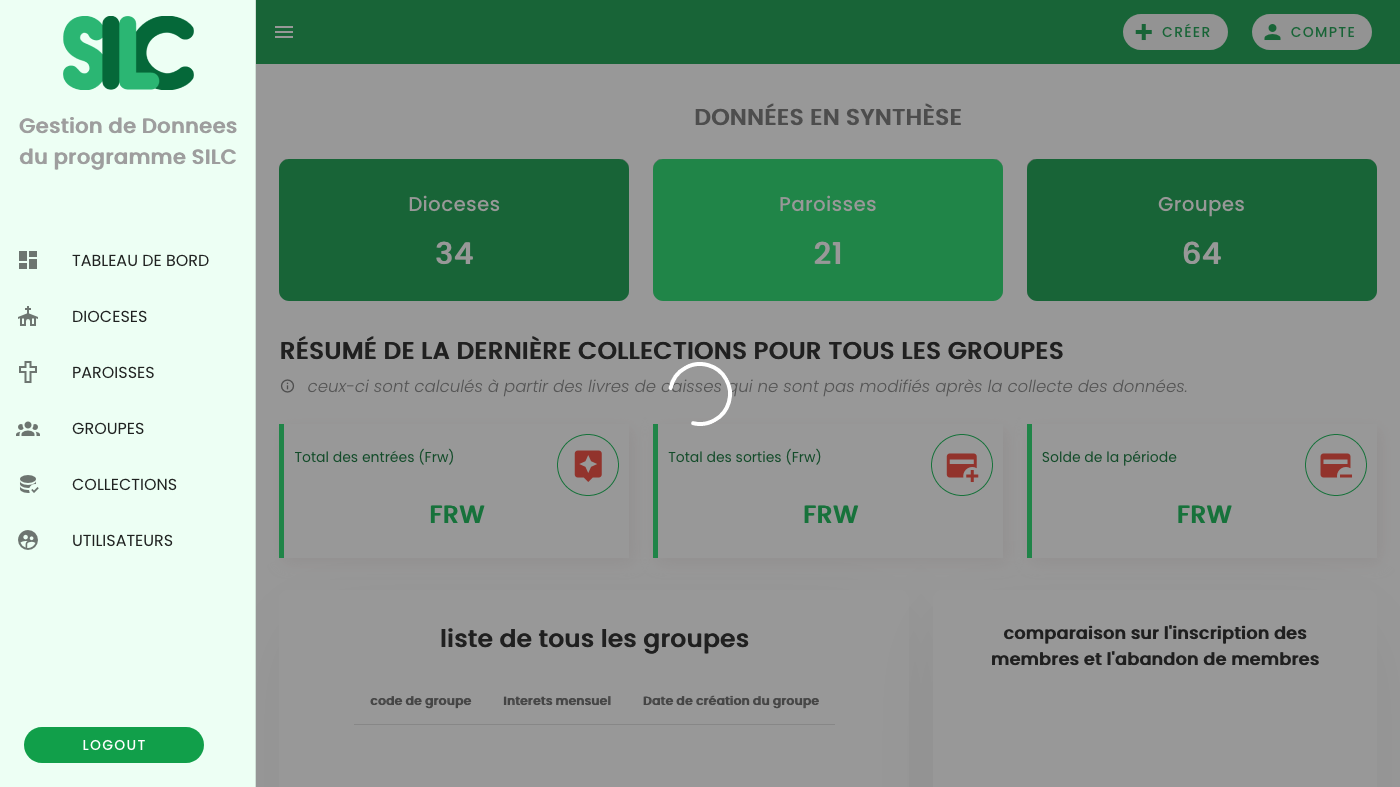 SILC
Gestion de Donnees
du programme SILC
TABLEAU DE BORD
DIOCESES
PAROISSES
GROUPES
COLLECTIONS
UTILISATEURS
LOGOUT
CRÉER
COMPTE
DONNÉES EN SYNTHÈSE
Dioceses
34
Paroisses
21
Groupes
64
RÉSUMÉ DE LA DERNIÈRE COLLECTIONS POUR TOUS LES GROUPES
ceux-ci sont calculés à partir des livres de caisses qui ne sont pas modifiés après la collecte des données.
Total des entrées (Frw)
FRW
Total des sorties (Frw)
FRW
Solde de la période
FRW
liste de tous les groupes
code de groupe Interets mensuel Date de création du groupe
comparaison sur l'inscription des
membres et l'abandon de membres